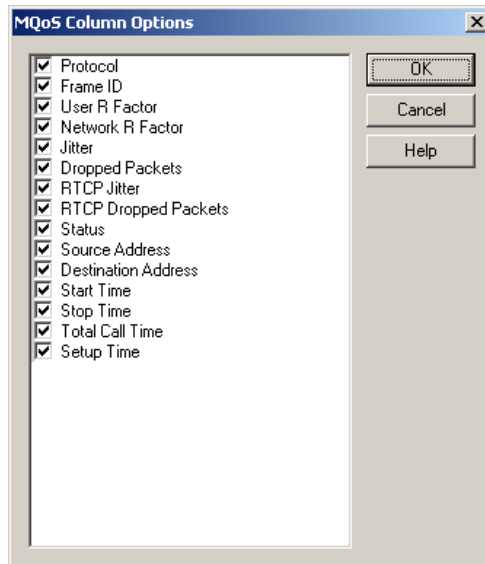 MQoS Column Options
Protocol
Frame ID
User R Factor
Network R Factor
Jitter
Dropped Packets
RTCP Jitter
RTCP Dropped Packets
Status
Source Address
Destination Address
Start Time
Stop Time
Total Call Time
Setup Time
OK
Cancel
Help